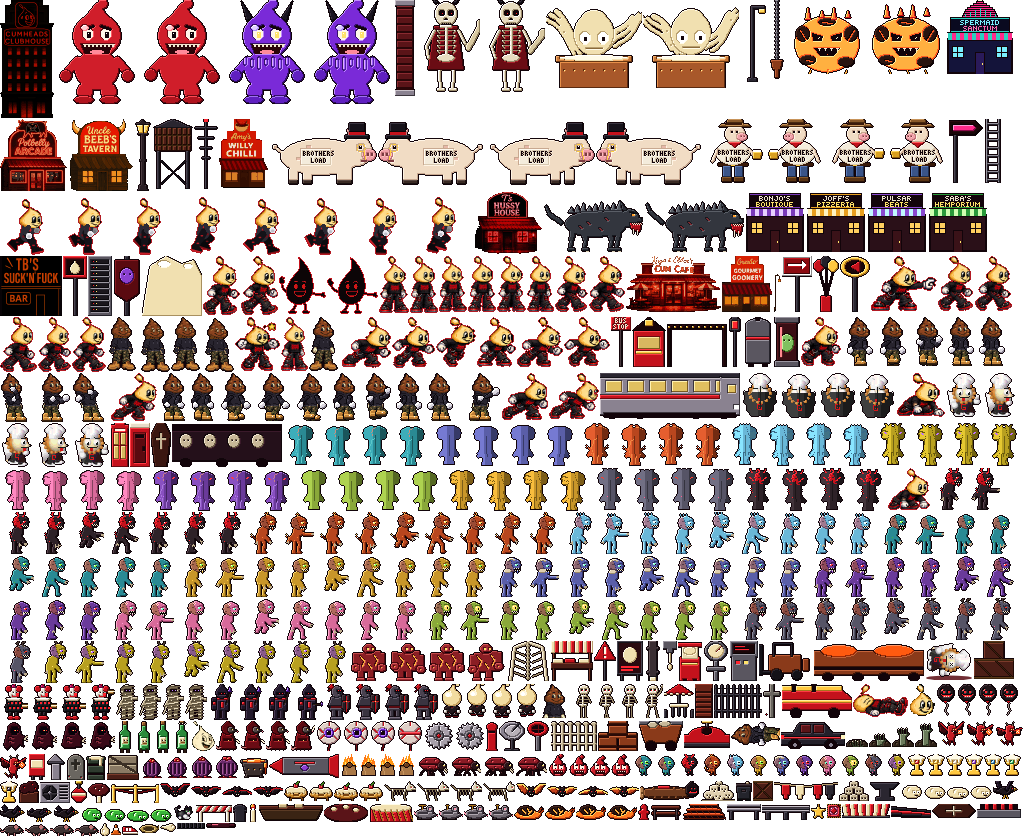 CUMHEADS
CLUBHOUSE
SPERMAID
SANCTUM
Potbelly
ARCADE
Uncle
BEEB'S
TAVERN
Amy's
WILLY
CHILLI
BROTHERS
LOAD
BROTHERS
LOAD
BROTHERS
LOAD
BROTHERS
LOAD
BROTHERS
LOAD
BROTHERS
LOAD
BROTHERS
LOAD
BROTHERS
LOAD
T's
HUSSY
HOUSE
BONJO'S
BOUTIQUE
JOFF'S
PIZZERIA
PULSAR
BEATS
SABA'S
HEMPORIUM
TB'S
SUCK'N FUCK
BAR
CUM CAFE
GOURMET
GOONERY
BUS
STOP